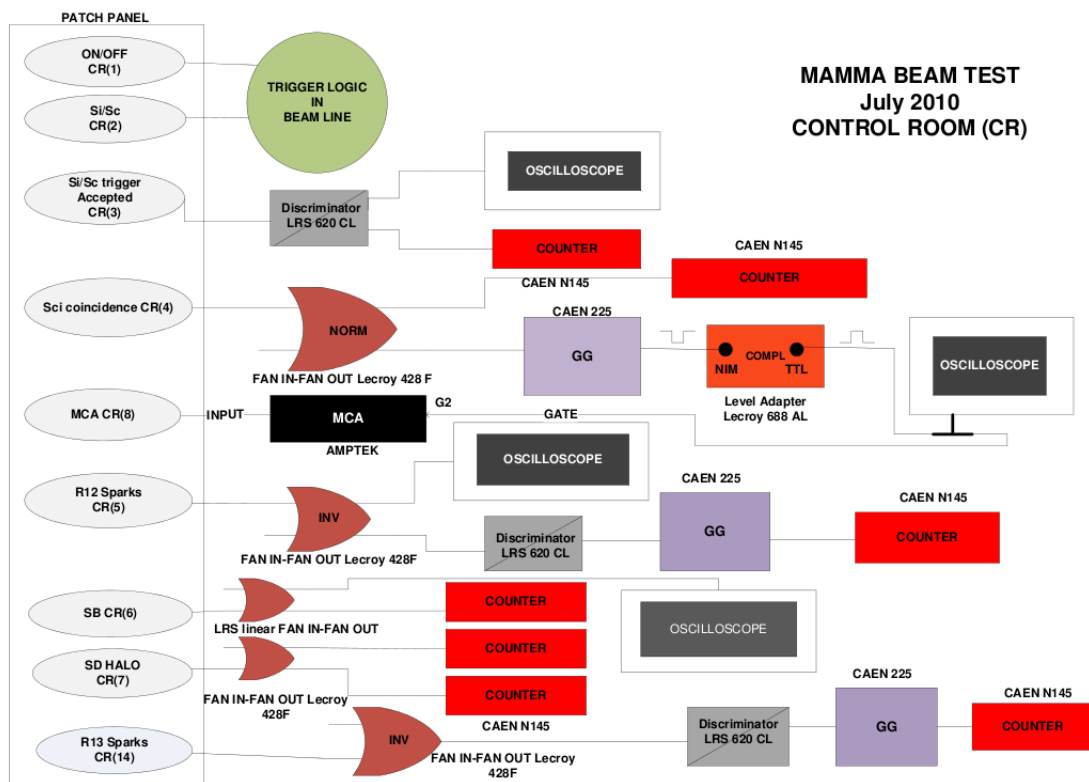 PATCH PANEL
ON/OFF
CR(1)
TRIGGER LOGIC
IN
BEAM LINE
MAMMA BEAM TEST
July 2010
CONTROL ROOM (CR)
Si/Sc
CR(2)
OSCILLOSCOPE
Si/Sc trigger
Accepted
CR(3)
Discriminator
LRS 620 CL
COUNTER
CAEN N145
CAEN N145
COUNTER
Sci coincidence CR(4)
NORM
FAN IN-FAN OUT Lecroy 428 F
CAEN 225
GG
COMPL
NIM
TTL
Level Adapter
Lecroy 688 AL
OSCILLOSCOPE
MCA CR(8)
INPUT
MCA
G2
GATE
AMPTEK
OSCILLOSCOPE
R12 Sparks
CR(5)
INV
FAN IN-FAN OUT Lecroy 428F
Discriminator
LRS 620 CL
CAEN 225
GG
CAEN N145
COUNTER
SB CR(6)
LRS linear FAN IN-FAN OUT
COUNTER
OSCILLOSCOPE
COUNTER
SD HALO
CR(7)
FAN IN-FAN OUT Lecroy
428F
COUNTER
CAEN N145
R13 Sparks
CR(14)
INV
FAN IN-FAN OUT Lecroy
428F
Discriminator
LRS 620 CL
CAEN 225
GG
CAEN N145
COUNTER